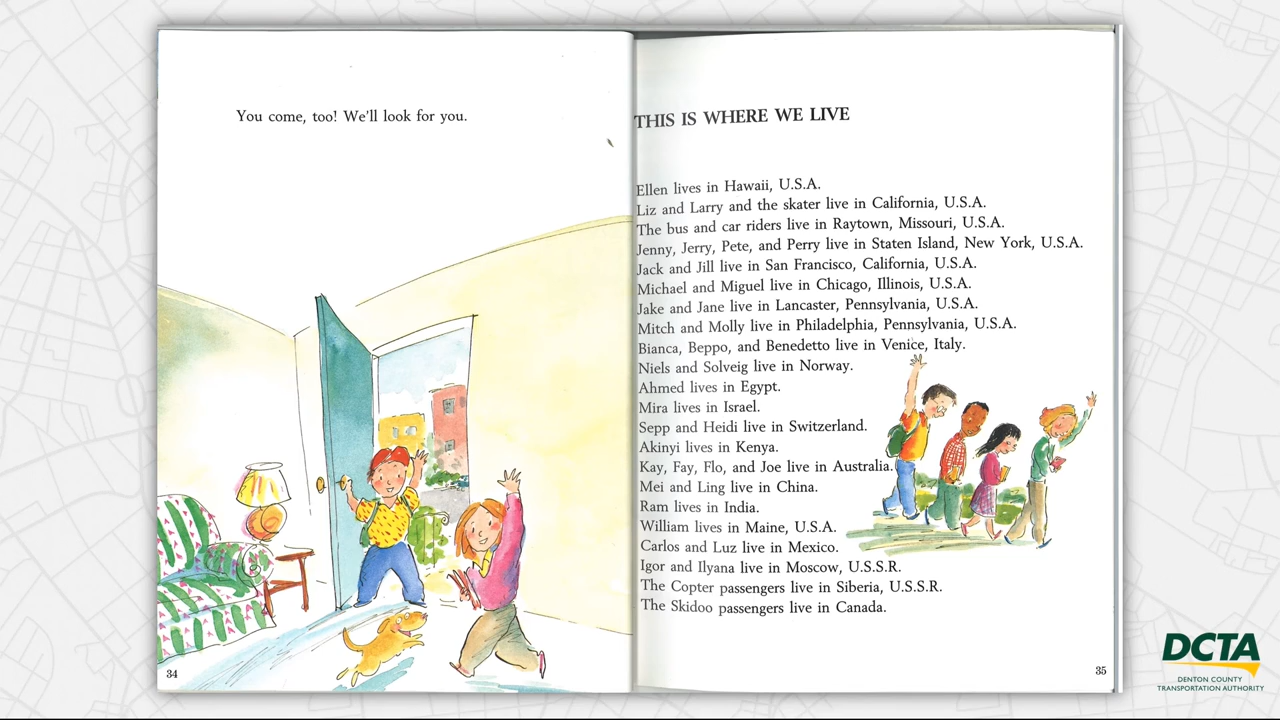 You come, too! We'll look for you.
34
THIS IS WHERE WE LIVE
Ellen lives in Hawaii, U.S.A.
Liz and Larry and the skater live in California, U.S.A.
The bus and car riders live in Raytown, Missouri, U.S.A.
Jenny, Jerry, Pete, and Perry live in Staten Island, New York, U.S.A.
Jack and Jill live in San Francisco, California, U.S.A.
Michael and Miguel live in Chicago, Illinois, U.S.A.
Jake and Jane live in Lancaster, Pennsylvania, U.S.A.
Mitch and Molly live in Philadelphia, Pennsylvania, U.S.A.
Bianca, Beppo, and Benedetto live in Venice, Italy.
Niels and Solveig live in Norway.
Ahmed lives in Egypt.
Mira lives in Israel.
Sepp and Heidi live in Switzerland.
Akinyi lives in Kenya.
Kay, Fay, Flo, and Joe live in Australia.
Mei and Ling live in China.
Ram lives in India.
William lives in Maine, U.S.A.
Carlos and Luz live in Mexico.
Igor and Ilyana live in Moscow, U.S.S.R.
The Copter passengers live in Siberia, U.S.S.R.
The Skidoo passengers live in Canada.
35
DCTA
DENTON COUNTY
TRANSPORTATION AUTHORITY